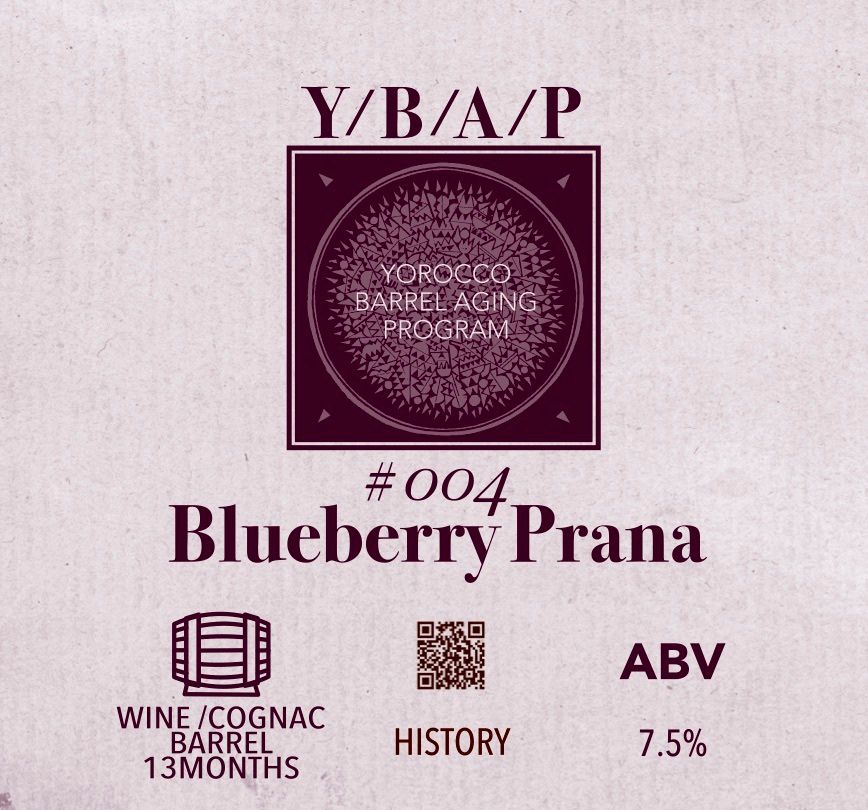 Y/B/A/P
YOROCCO
BARREL AGING
PROGRAM
#004
Blueberry Prana
WINE/COGNAC
BARREL
13MONTHS
HISTORY
ABV
7.5%